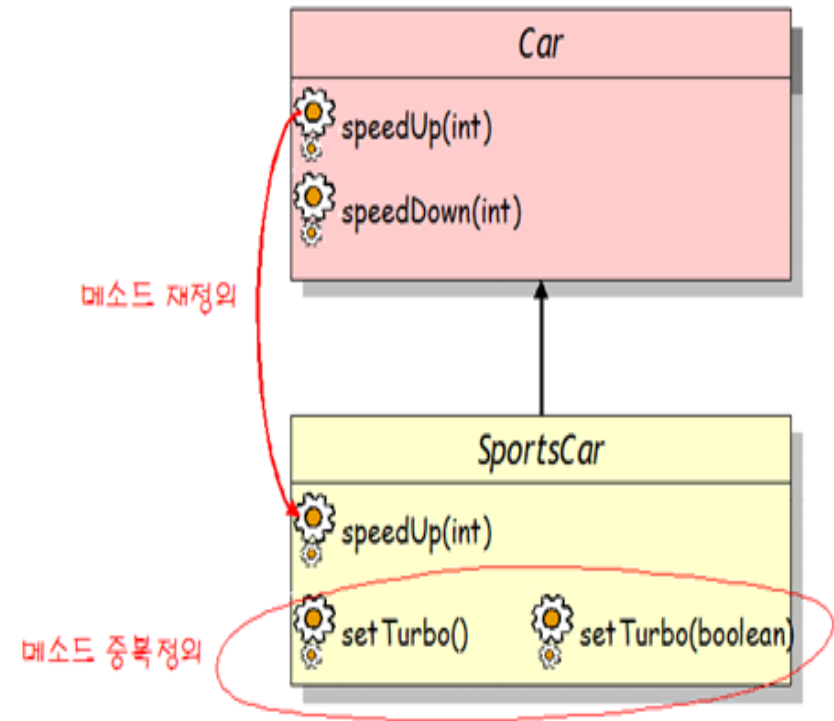 Car
speedUp(int)
speedDown(int)
메소드 재정의
SportsCar
speedUp(int)
setTurbo() setTurbo(boolean)
메소드 중복정의